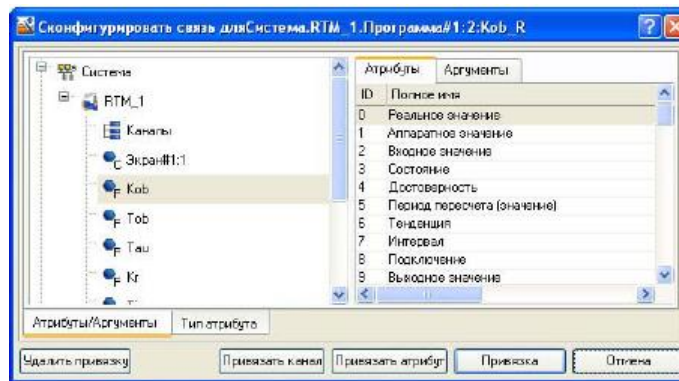 Сконфигурировать связь дляСистема.RTM_1.Программа#1:2:Kob_R
Система
RTM_1
Каналы
Экран#1:1
Kob
Tob
Tau
Kr
Атрибуты Аргументы
ID Полное имя
0 Реальное значение
1 Аппаратное значение
2 Входное значение
3 Состояние
4 Достоверность
5 Период пересчета (значение)
6 Тенденция
7 Интервал
8 Подключение
9 Выходное значение
Атрибуты/Аргументы Тип атрибута
Удалить привязку Привязать канал Привязать атрибут Привязка Отмена